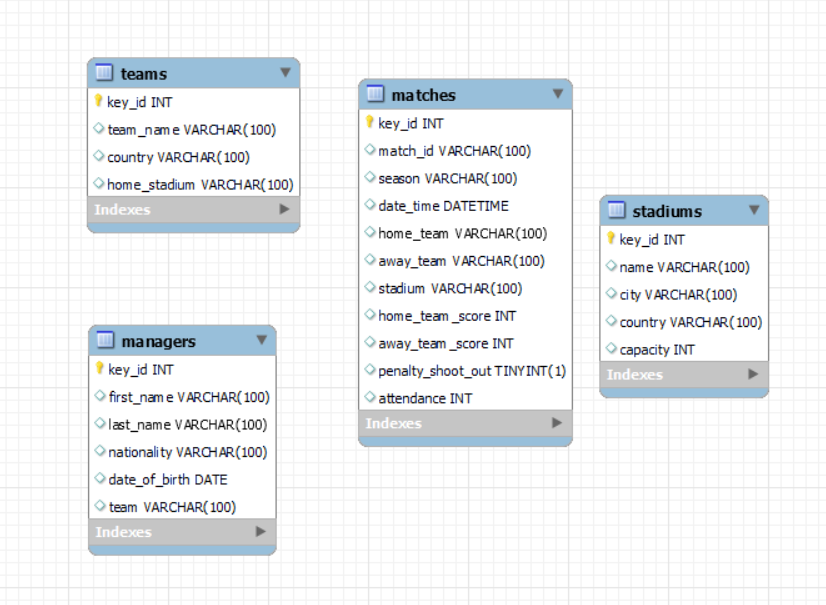 teams
key_id INT
team_name VARCHAR(100)
country VARCHAR(100)
home_stadium VARCHAR(100)
Indexes
matches
key_id INT
match_id VARCHAR(100)
season VARCHAR(100)
date_time DATETIME
home_team VARCHAR(100)
away_team VARCHAR(100)
stadium VARCHAR(100)
home_team_score INT
away_team_score INT
penalty_shoot_out TINYINT(1)
attendance INT
Indexes
stadiums
key_id INT
name VARCHAR(100)
city VARCHAR(100)
country VARCHAR(100)
capacity INT
Indexes
managers
key_id INT
first_name VARCHAR(100)
last_name VARCHAR(100)
nationality VARCHAR(100)
date_of_birth DATE
team VARCHAR(100)
Indexes